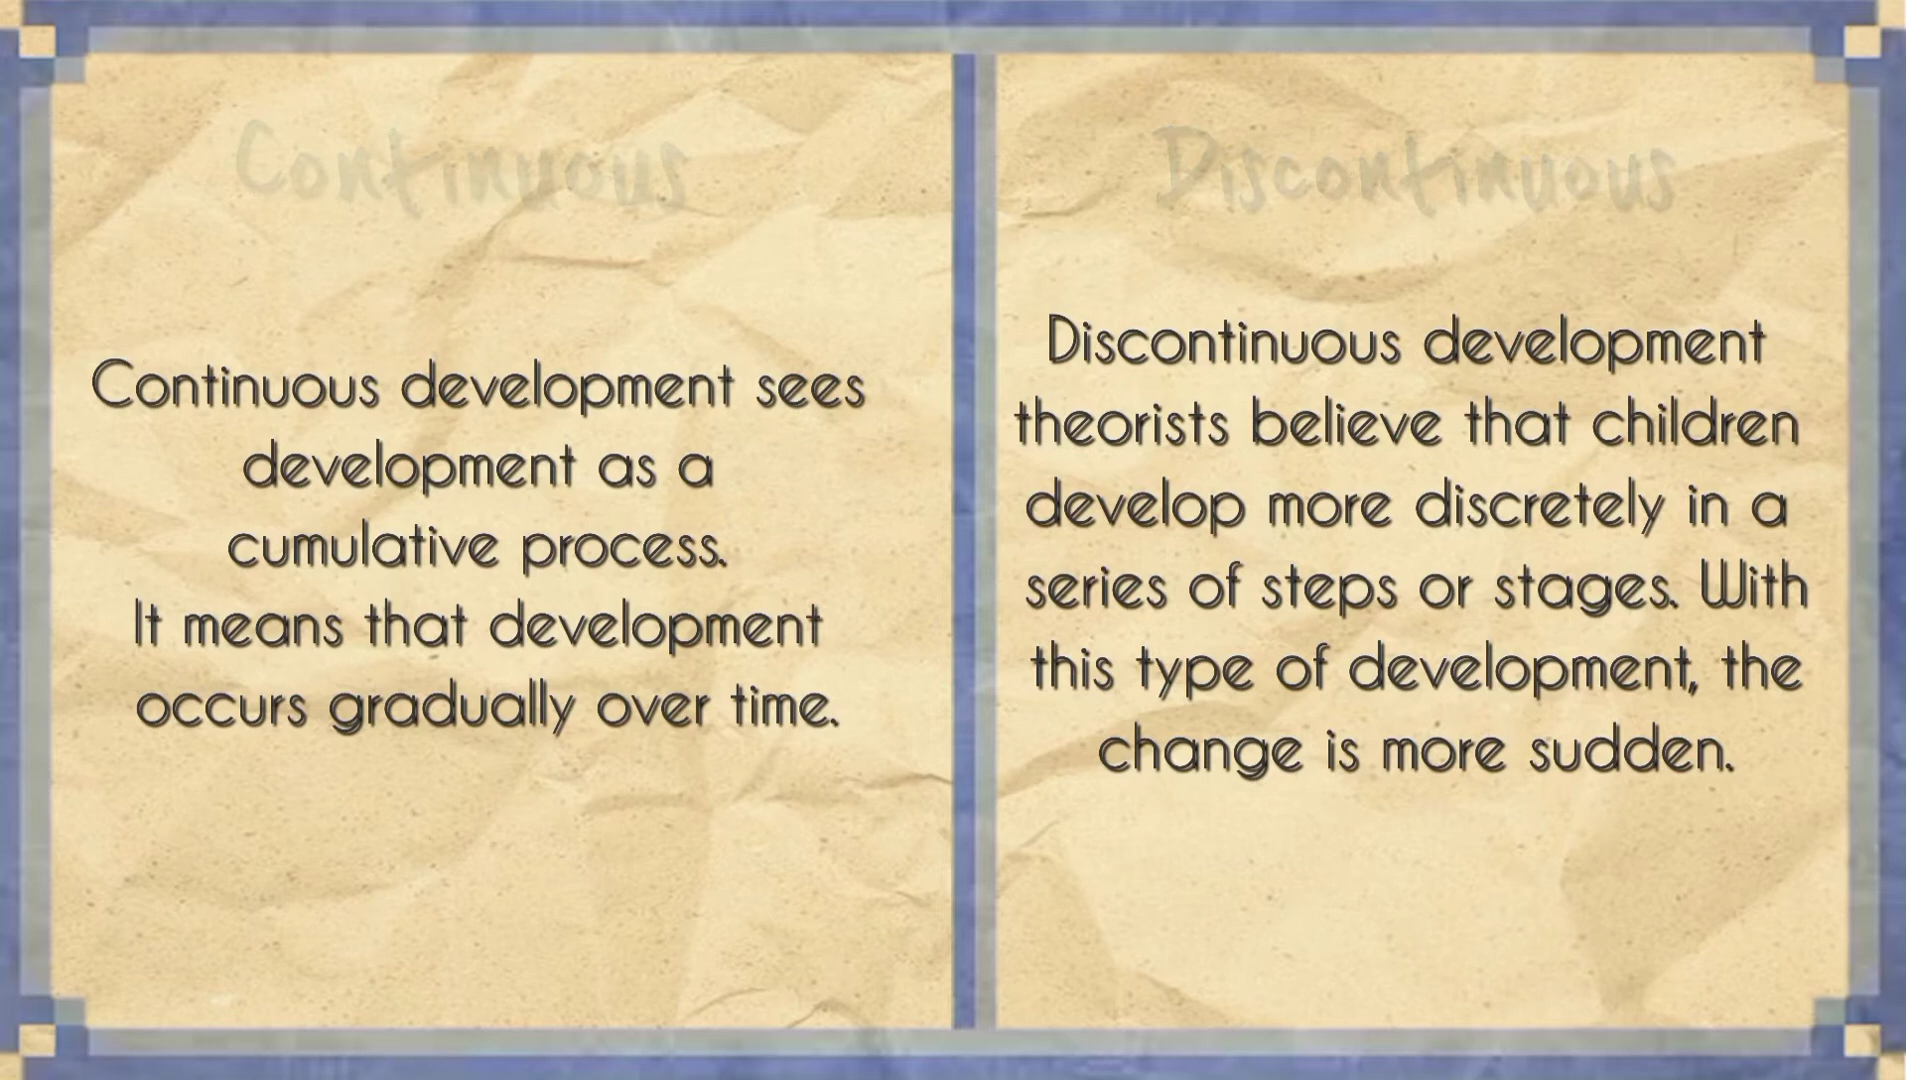 Continuous
Continuous development sees
development as a
cumulative process.
It means that development
occurs gradually over time.
Discontinuous
Discontinuous development
theorists believe that children
develop more discretely in a
series of steps or stages. With
this type of development, the
change is more sudden.